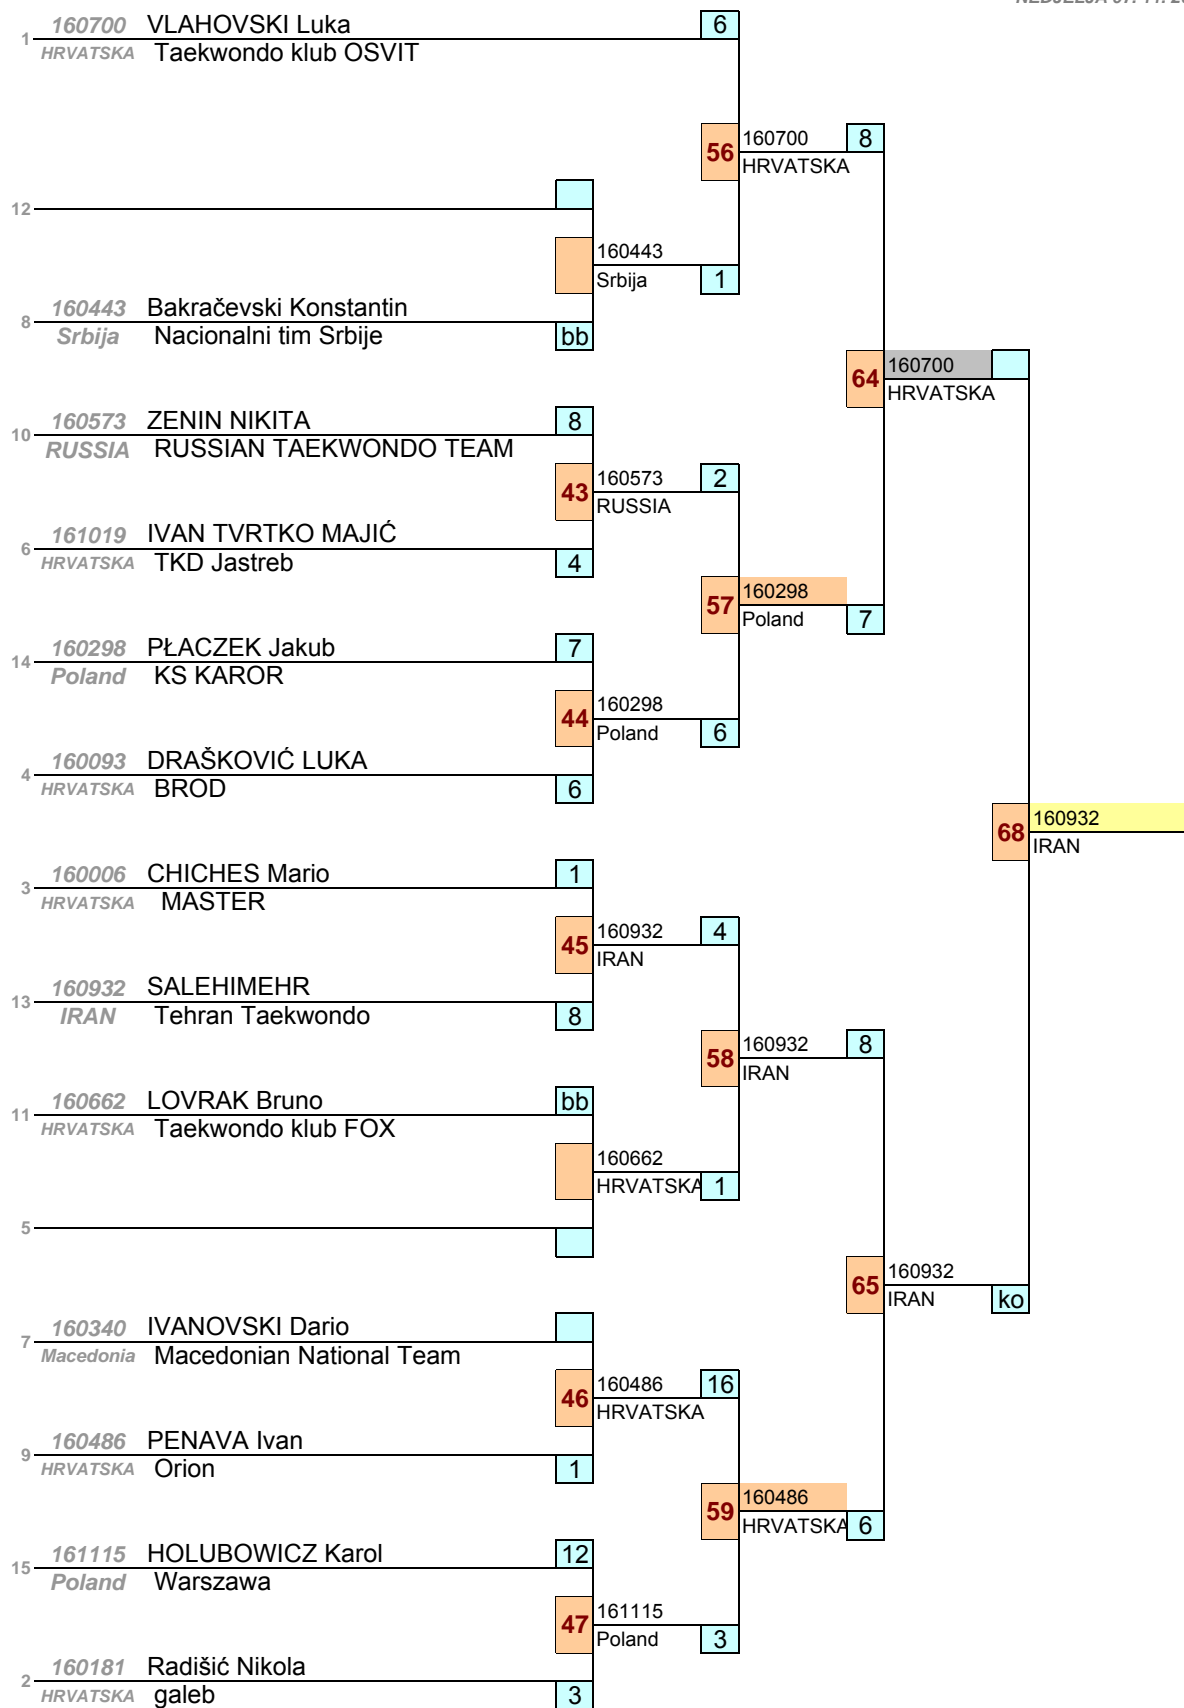 1 160700 VLAHOVSKI Luka 6
HRVATSKA Taekwondo klub OSVIT
56 160700 8
HRVATSKA
12
160443
Srbija 1
8 160443 Bakračevski Konstantin
Srbija Nacionalni tim Srbije bb
64 160700
HRVATSKA
10 160573 ZENIN NIKITA 8
RUSSIA RUSSIAN TAEKWONDO TEAM
43 160573 2
RUSSIA
6 161019 IVAN TVRTKO MAJIĆ
HRVATSKA TKD Jastreb 4
57 160298
Poland 7
14 160298 PŁACZEK Jakub 7
Poland KS KAROR
44 160298
Poland 6
4 160093 DRAŠKOVIĆ LUKA
HRVATSKA BROD 6
68 160932
IRAN
3 160006 CHICHES Mario 1
HRVATSKA MASTER
45 160932 4
IRAN
13 160932 SALEHIMEHR
IRAN Tehran Taekwondo 8
58 160932 8
IRAN
11 160662 LOVRAK Bruno bb
HRVATSKA Taekwondo klub FOX
160662
HRVATSKA 1
5
65 160932
IRAN ko
7 160340 IVANOVSKI Dario
Macedonia Macedonian National Team
46 160486 16
HRVATSKA
9 160486 PENAVA Ivan
HRVATSKA Orion 1
59 160486
HRVATSKA 6
15 161115 HOLUBOWICZ Karol 12
Poland Warszawa
47 161115
Poland 3
2 160181 Radišić Nikola
HRVATSKA galeb 3